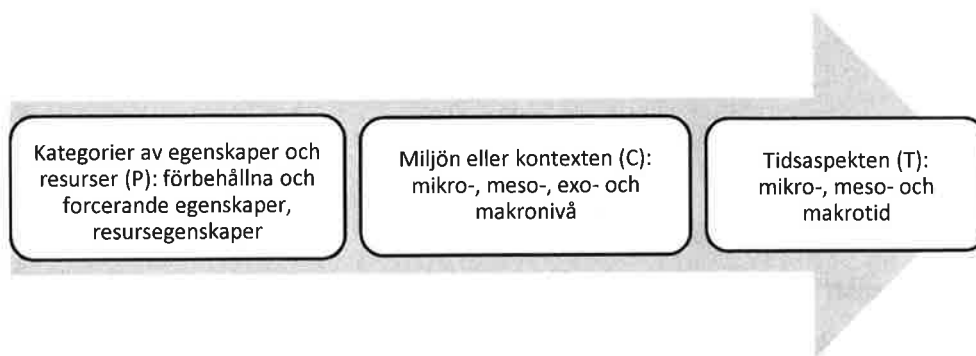 Kategorier av egenskaper och
resurser (P): förbehållna och
forcerande egenskaper,
resursegenskaper
Miljön eller kontexten (C):
mikro-, meso-, exo- och
makronivå
Tidsaspekten (T):
mikro-, meso- och
makrotid